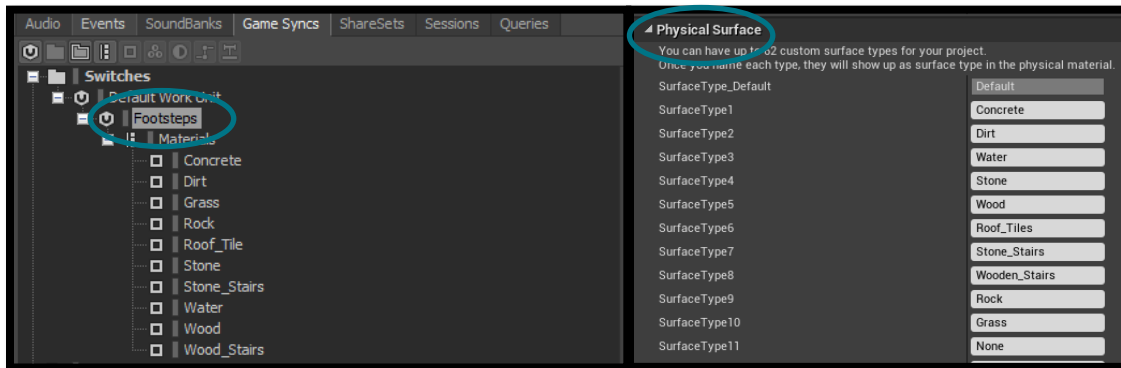 Audio Events SoundBanks Game Syncs ShareSets Sessions Queries
Switches
Default Work Unit
Footsteps
Materials
Concrete
Dirt
Grass
Rock
Roof_Tile
Stone
Stone_Stairs
Water
Wood
Wood_Stairs
Physical Surface
You can have up to 62 custom surface types for your project.
Once you name each type, they will show up as surface type in the physical material.
SurfaceType_Default Default
SurfaceType1 Concrete
SurfaceType2 Dirt
SurfaceType3 Water
SurfaceType4 Stone
SurfaceType5 Wood
SurfaceType6 Roof_Tiles
SurfaceType7 Stone_Stairs
SurfaceType8 Wooden_Stairs
SurfaceType9 Rock
SurfaceType10 Grass
SurfaceType11 None